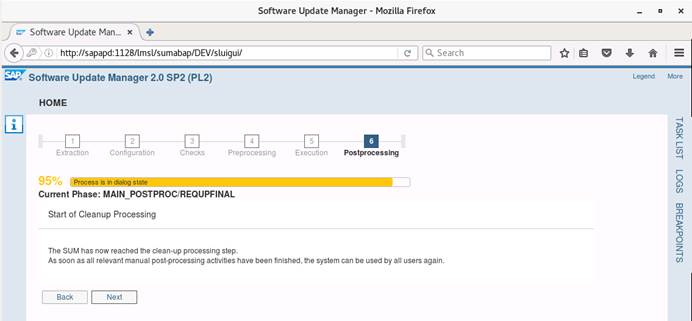 Software Update Manager - Mozilla Firefox
Software Update Man...
http://sapapd:1128/lmsl/sumabap/DEV/sluigui/
Search
SAP Software Update Manager 2.0 SP2 (PL2)
Legend More
HOME
1 2 3 4 5 6
Extraction Configuration Checks Preprocessing Execution Postprocessing
95% Process is in dialog state
Current Phase: MAIN_POSTPROC/REQUPFINAL
Start of Cleanup Processing
The SUM has now reached the clean-up processing step.
As soon as all relevant manual post-processing activities have been finished, the system can be used by all users again.
Back Next
TASK LIST
LOGS
BREAKPOINTS